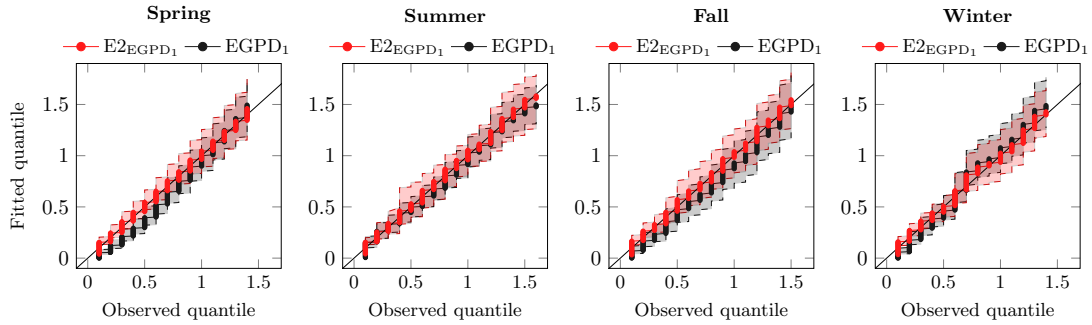 Spring Summer Fall Winter
E2EGPD1 EGPD1 E2EGPD1 EGPD1 E2EGPD1 EGPD1 E2EGPD1 EGPD1
1.5 1.5 1.5 1.5
1 1 1 1
0.5 0.5 0.5 0.5
0 0 0 0
Fitted quantile
0 0.5 1 1.5 0 0.5 1 1.5 0 0.5 1 1.5 0 0.5 1 1.5
Observed quantile Observed quantile Observed quantile Observed quantile